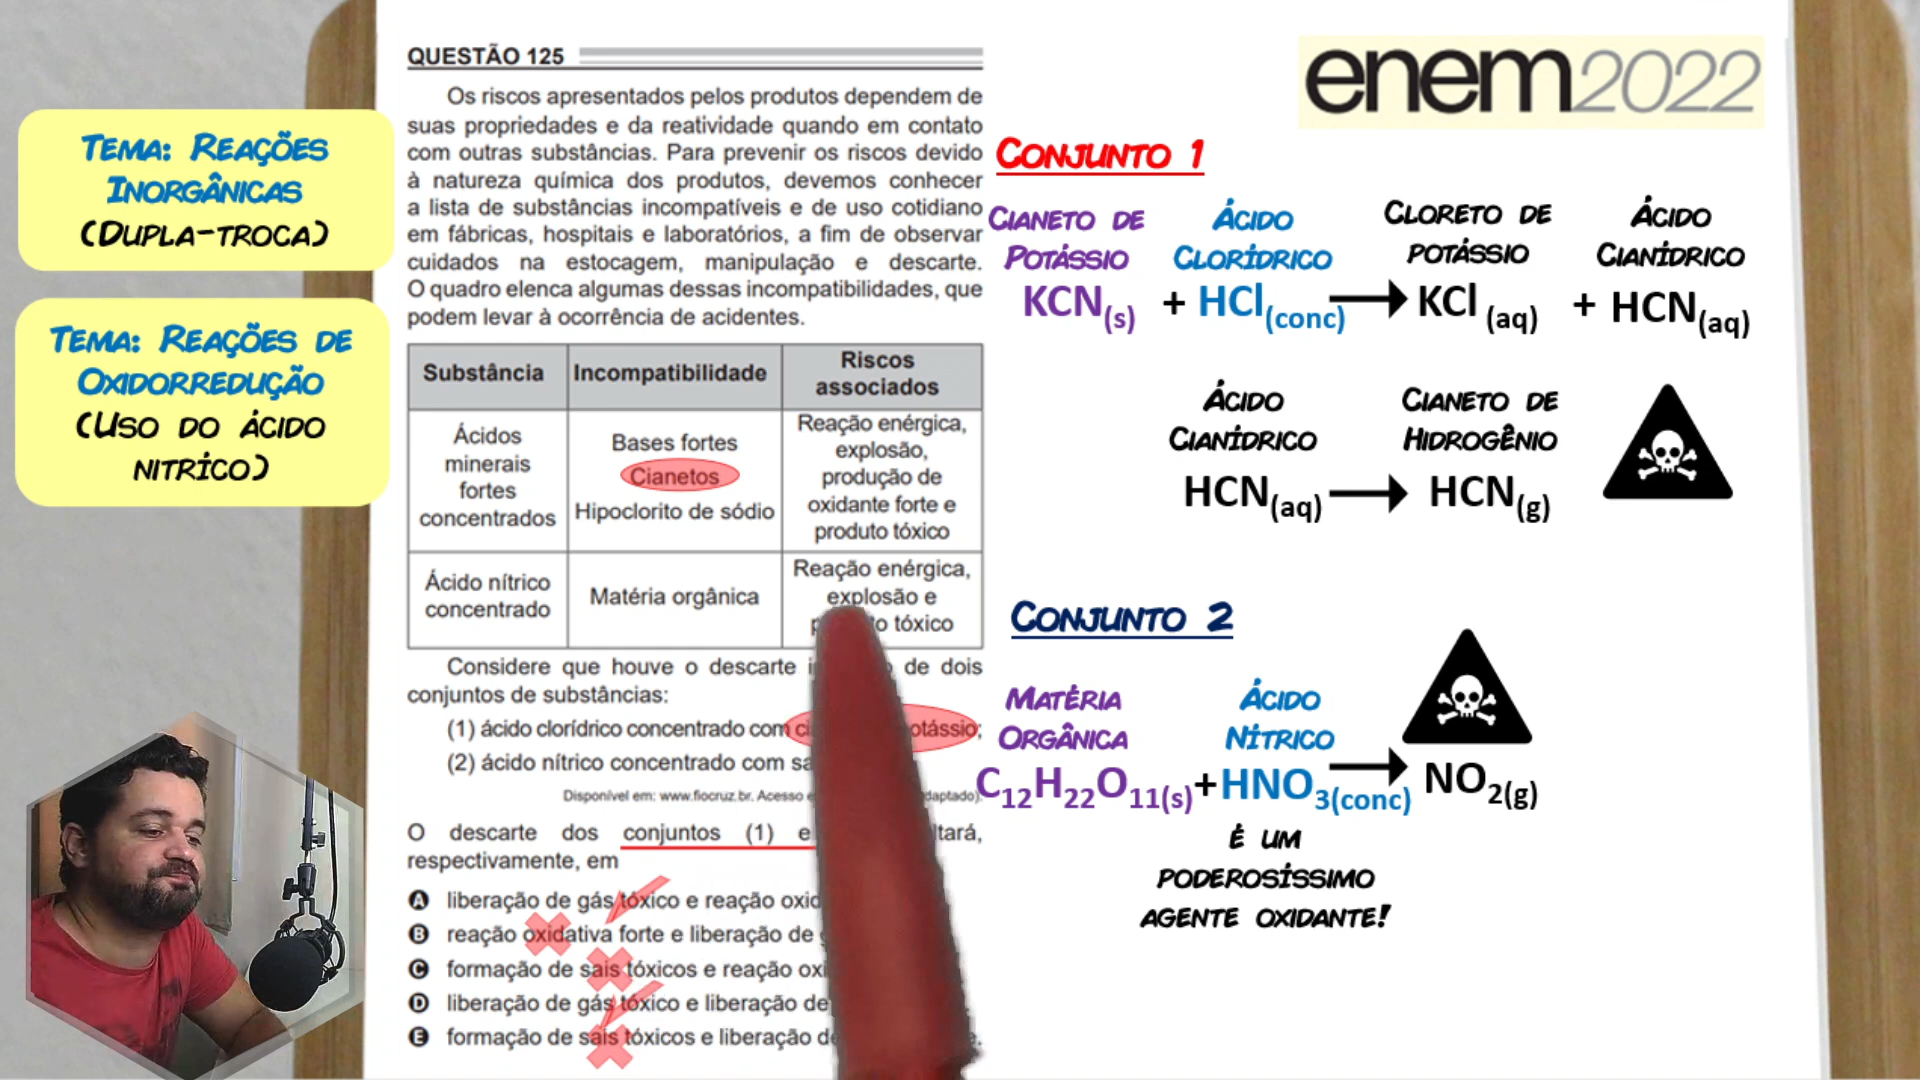 QUESTÃO 125
Os riscos apresentados pelos produtos dependem de
suas propriedades e da reatividade quando em contato
com outras substâncias. Para prevenir os riscos devido
à natureza química dos produtos, devemos conhecer
a lista de substâncias incompatíveis e de uso cotidiano
em fábricas, hospitais e laboratórios, a fim de observar
cuidados na estocagem, manipulação e descarte.
O quadro elenca algumas dessas incompatibilidades, que
podem levar à ocorrência de acidentes.
Substância
Incompatibilidade
Riscos
associados
Ácidos
minerais
fortes
concentrados
Bases fortes
Cianetos
Hipoclorito de sódio
Reação enérgica,
explosão,
produção de
oxidante forte e
produto tóxico
Ácido nítrico
concentrado
Matéria orgânica
Reação enérgica,
explosão e
tóxico
Considere que houve o descarte de dois
conjuntos de substâncias:
(1) ácido clorídrico concentrado com
(2) ácido nítrico concentrado com
Disponível em: www.fiocruz.br. Acesso
O descarte dos conjuntos (1) e
respectivamente, em
A liberação de gás tóxico e reação
B reação oxidativa forte e liberação de
C formação de sais tóxicos e reação
D liberação de gás tóxico e liberação de
E formação de sais tóxicos e liberação
TEMA: REAÇÕES
INORGÂNICAS
(DUPLA-TROCA)
TEMA: REAÇÕES DE
OXIDORREDUÇÃO
(USO DO ÁCIDO
NITRÍCO)
enem2022
CONJUNTO 1
CIANETO DE
POTÁSSIO
ÁCIDO
CLORÍDRICO
CLORETO DE
POTÁSSIO
ÁCIDO
CIANÍDRICO
KCN(s) + HCl(conc) → KCl (aq) + HCN(aq)
ÁCIDO
CIANÍDRICO
CIANETO DE
HIDROGÊNIO
HCN(aq) → HCN(g)
CONJUNTO 2
MATÉRIA
ORGÂNICA
ÁCIDO
NÍTRICO
C12H22O11(s)+HNO3(conc) → NO2(g)
É UM
PODEROSÍSSIMO
AGENTE OXIDANTE!